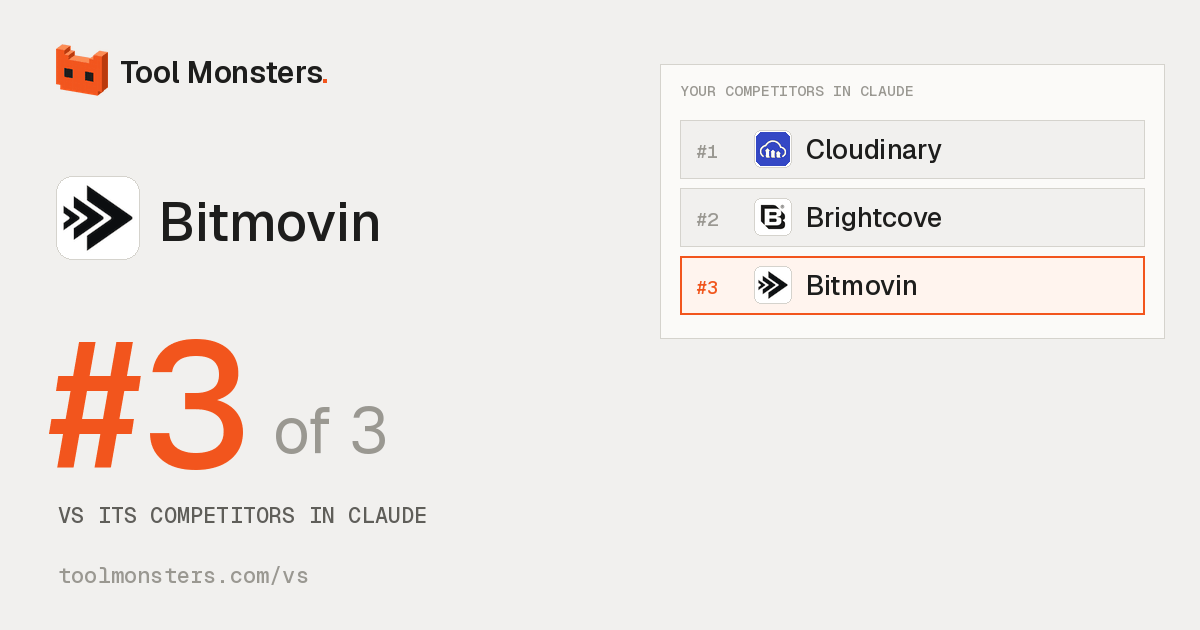 Tool Monsters.
Bitmovin
#3 of 3
VS ITS COMPETITORS IN CLAUDE
toolmonsters.com/vs
YOUR COMPETITORS IN CLAUDE
#1 Cloudinary
#2 Brightcove
#3 Bitmovin